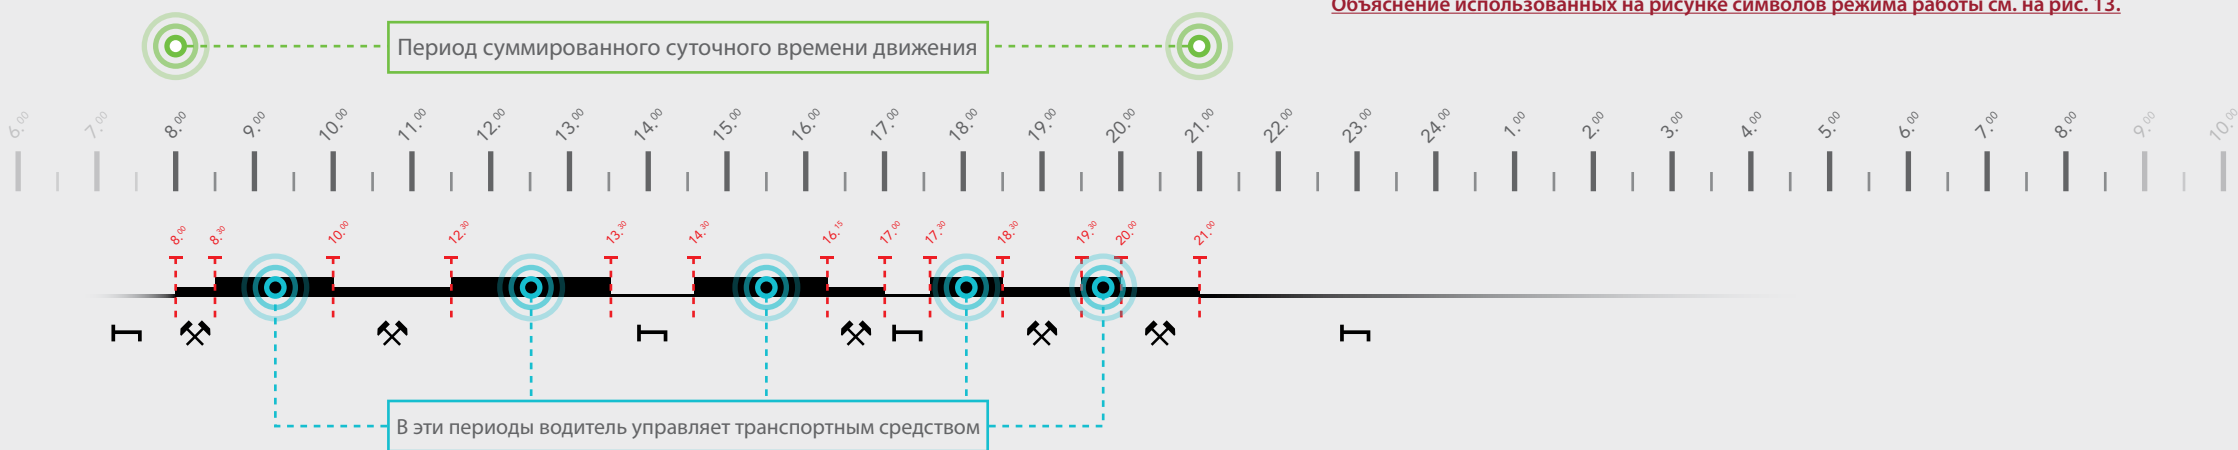 Объяснение использованных на рисунке символов режима работы см. на рис. 13.
Период суммированного суточного времени движения
6.00 7.00 8.00 9.00 10.00 11.00 12.00 13.00 14.00 15.00 16.00 17.00 18.00 19.00 20.00 21.00 22.00 23.00 24.00 1.00 2.00 3.00 4.00 5.00 6.00 7.00 8.00 9.00 10.00
8.00 8.30 10.00 12.30 13.30 14.30 16.15 17.00 17.30 18.30 19.30 20.00 21.00
В эти периоды водитель управляет транспортным средством